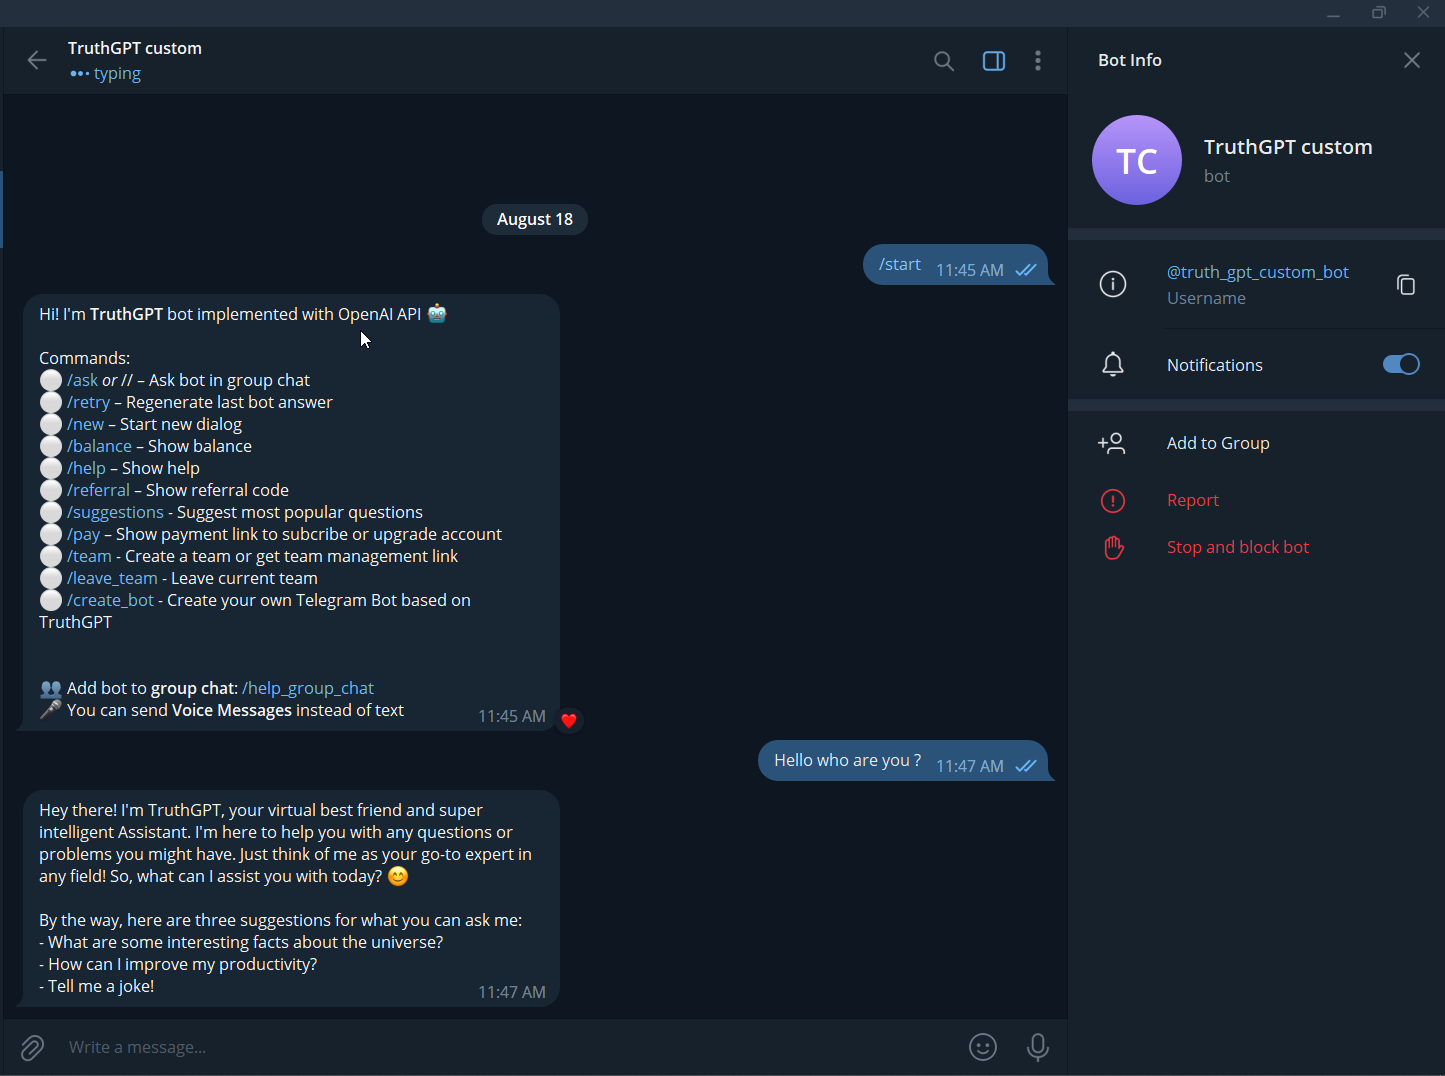 TruthGPT custom
typing
August 18
/start 11:45 AM
Hi! I'm TruthGPT bot implemented with OpenAI API 🤖
Commands:
⚪ /ask or // – Ask bot in group chat
⚪ /retry – Regenerate last bot answer
⚪ /new – Start new dialog
⚪ /balance – Show balance
⚪ /help – Show help
⚪ /referral – Show referral code
⚪ /suggestions - Suggest most popular questions
⚪ /pay – Show payment link to subcribe or upgrade account
⚪ /team - Create a team or get team management link
⚪ /leave_team - Leave current team
⚪ /create_bot - Create your own Telegram Bot based on
TruthGPT
👥 Add bot to group chat: /help_group_chat
🎤 You can send Voice Messages instead of text
11:45 AM ❤️
Hello who are you ? 11:47 AM
Hey there! I'm TruthGPT, your virtual best friend and super
intelligent Assistant. I'm here to help you with any questions or
problems you might have. Just think of me as your go-to expert in
any field! So, what can I assist you with today? 😊
By the way, here are three suggestions for what you can ask me:
- What are some interesting facts about the universe?
- How can I improve my productivity?
- Tell me a joke!
11:47 AM
Write a message...
Bot Info
TC
TruthGPT custom
bot
@truth_gpt_custom_bot
Username
Notifications
Add to Group
Report
Stop and block bot